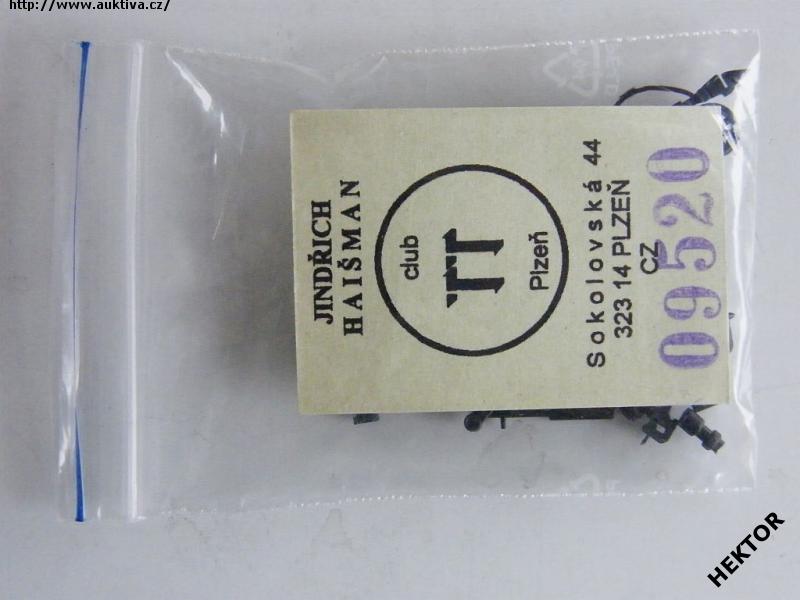 http://www.auktiva.cz/
JINDŘICH
HAIŠMAN
club
TT
Plzeň
Sokolovská 44
323 14 PLZEŇ
CZ
09520
HEKTOR